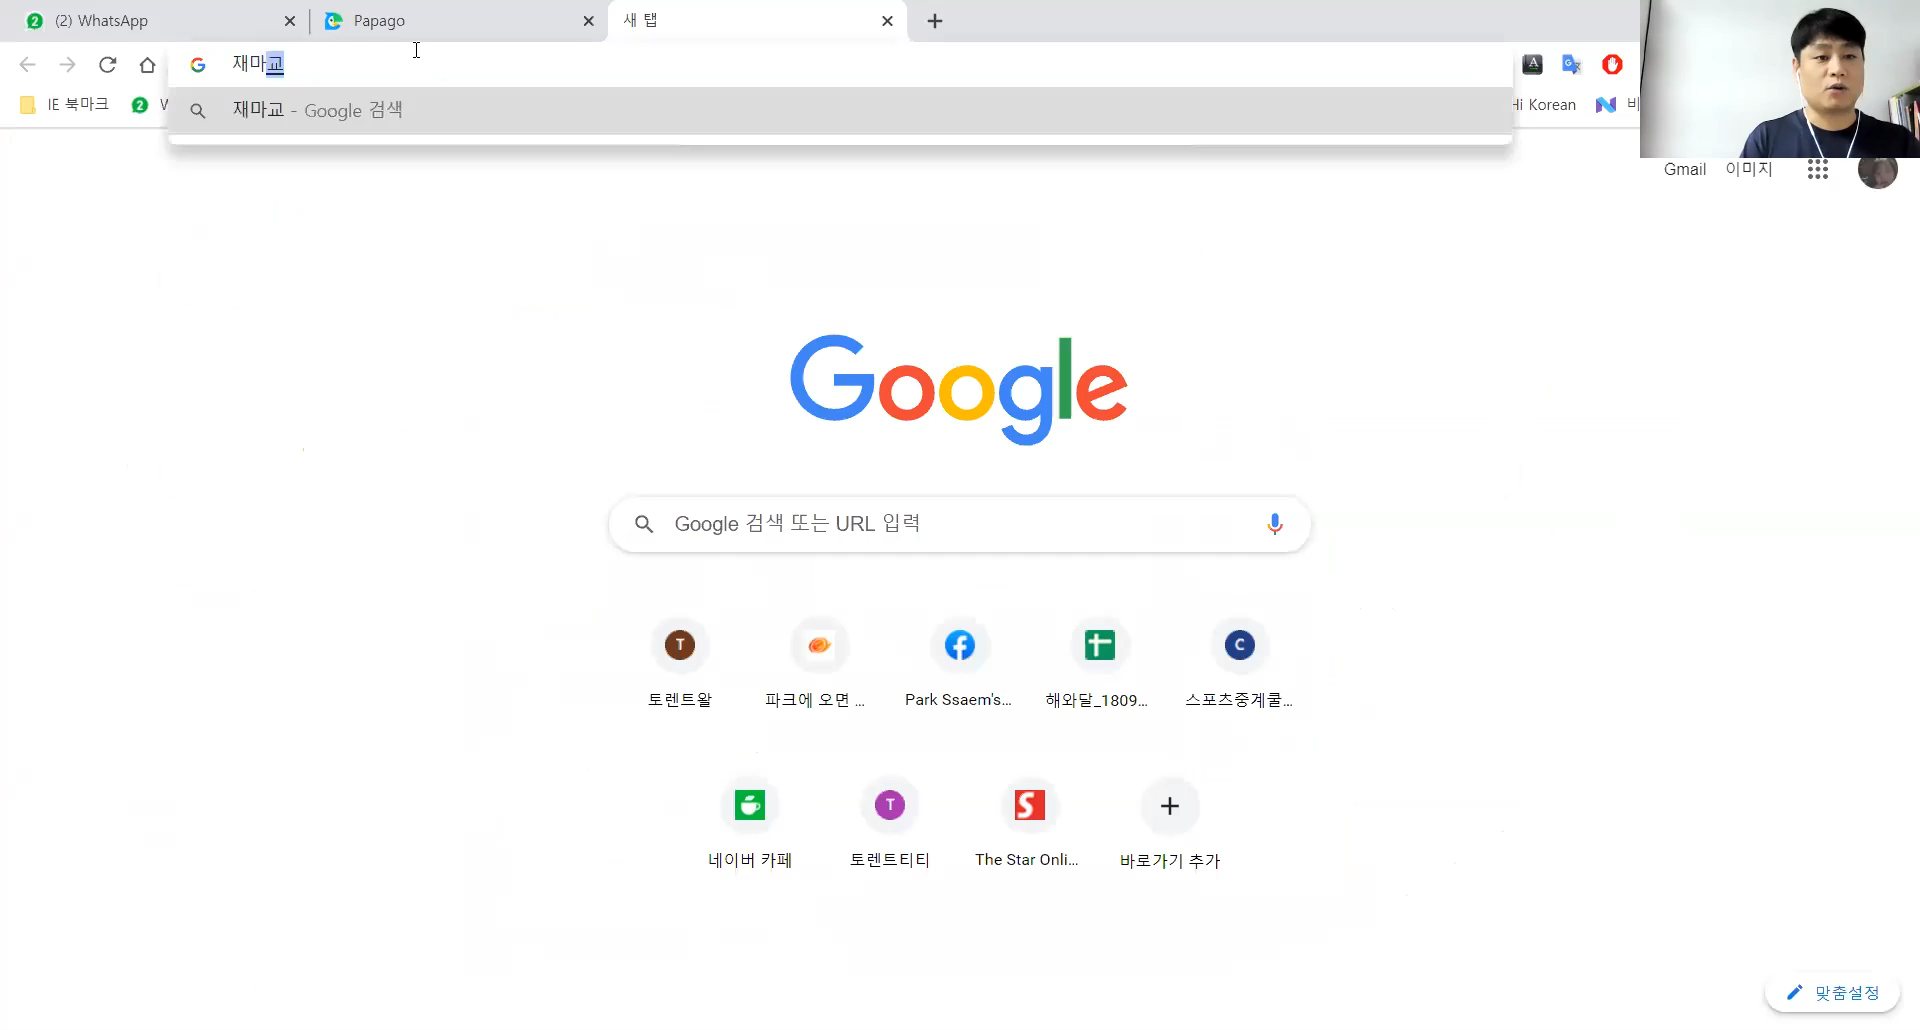 (2) WhatsApp
Papago
새 탭
재마교
재마교 - Google 검색
IE 북마크
Hi Korean
비
Gmail 이미지
Google
Google 검색 또는 URL 입력
토렌트왕
파크에 오면 ...
Park Ssaem's...
해와달_1809...
스포츠중계쿨...
네이버 카페
토렌트티티
The Star Onli...
바로가기 추가
맞춤설정